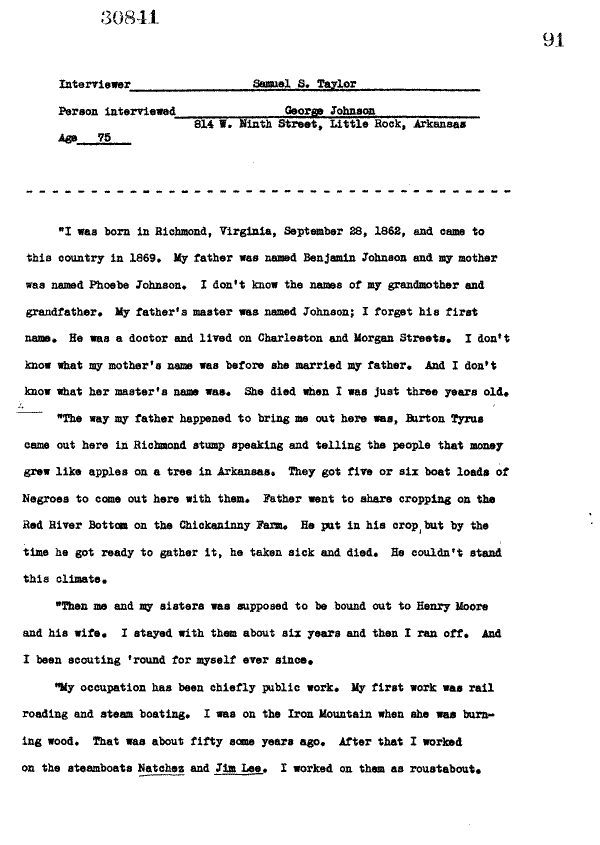 30841
91
Interviewer Samuel S. Taylor
Person interviewed George Johnson
814 W. Ninth Street, Little Rock, Arkansas
Age 75
"I was born in Richmond, Virginia, September 28, 1862, and came to
this country in 1869. My father was named Benjamin Johnson and my mother
was named Phoebe Johnson. I don't know the names of my grandmother and
grandfather. My father's master was named Johnson; I forget his first
name. He was a doctor and lived on Charleston and Morgan Streets. I don't
know what my mother's name was before she married my father. And I don't
know what her master's name was. She died when I was just three years old.
"The way my father happened to bring me out here was, Burton Tyrus
came out here in Richmond stump speaking and telling the people that money
grew like apples on a tree in Arkansas. They got five or six boat loads of
Negroes to come out here with them. Father went to share cropping on the
Red River Bottom on the Chickaninny Farm. He put in his crop, but by the
time he got ready to gather it, he taken sick and died. He couldn't stand
this climate.
"Then me and my sisters was supposed to be bound out to Henry Moore
and his wife. I stayed with them about six years and then I ran off. And
I been scouting 'round for myself ever since.
"My occupation has been chiefly public work. My first work was rail
roading and steam boating. I was on the Iron Mountain when she was burn-
ing wood. That was about fifty some years ago. After that I worked
on the steamboats Natchez and Jim Lee. I worked on them as roustabout.